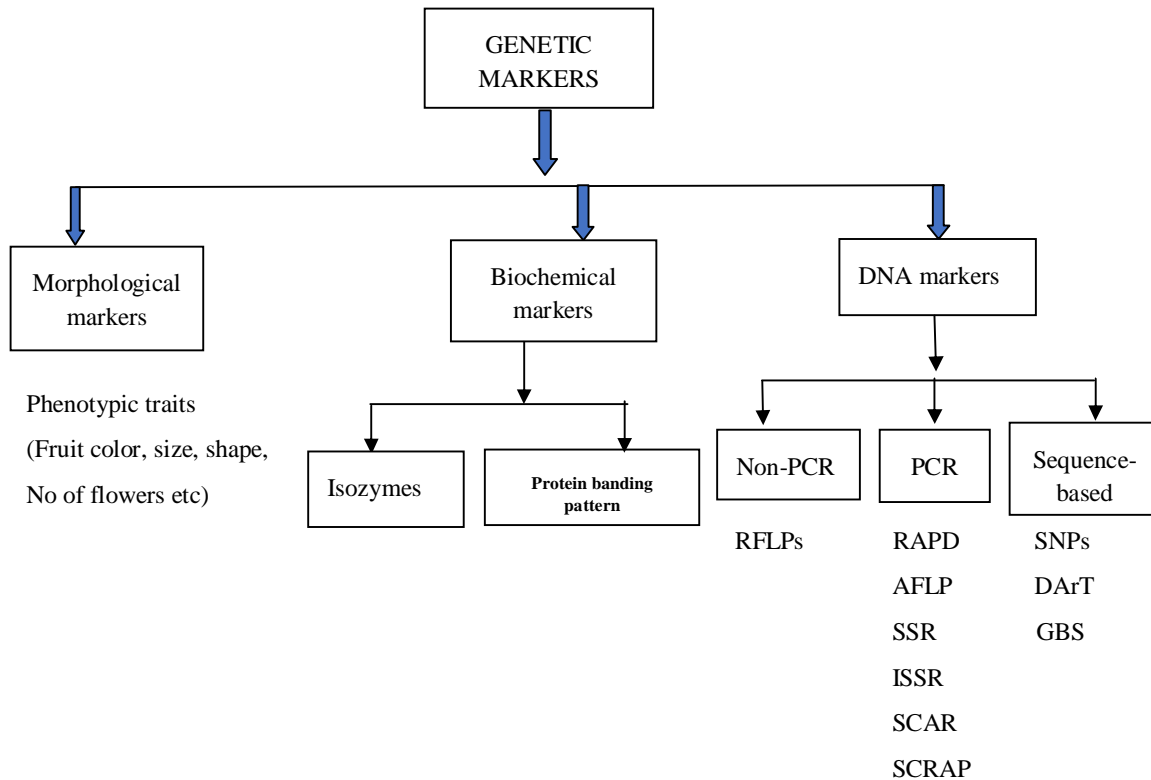 GENETIC
MARKERS
Morphological
markers
Biochemical
markers
DNA markers
Phenotypic traits
(Fruit color, size, shape,
No of flowers etc)
Isozymes
Protein banding
pattern
Non-PCR
PCR
Sequence-
based
RFLPs
RAPD
AFLP
SSR
ISSR
SCAR
SCRAP
SNPs
DArT
GBS